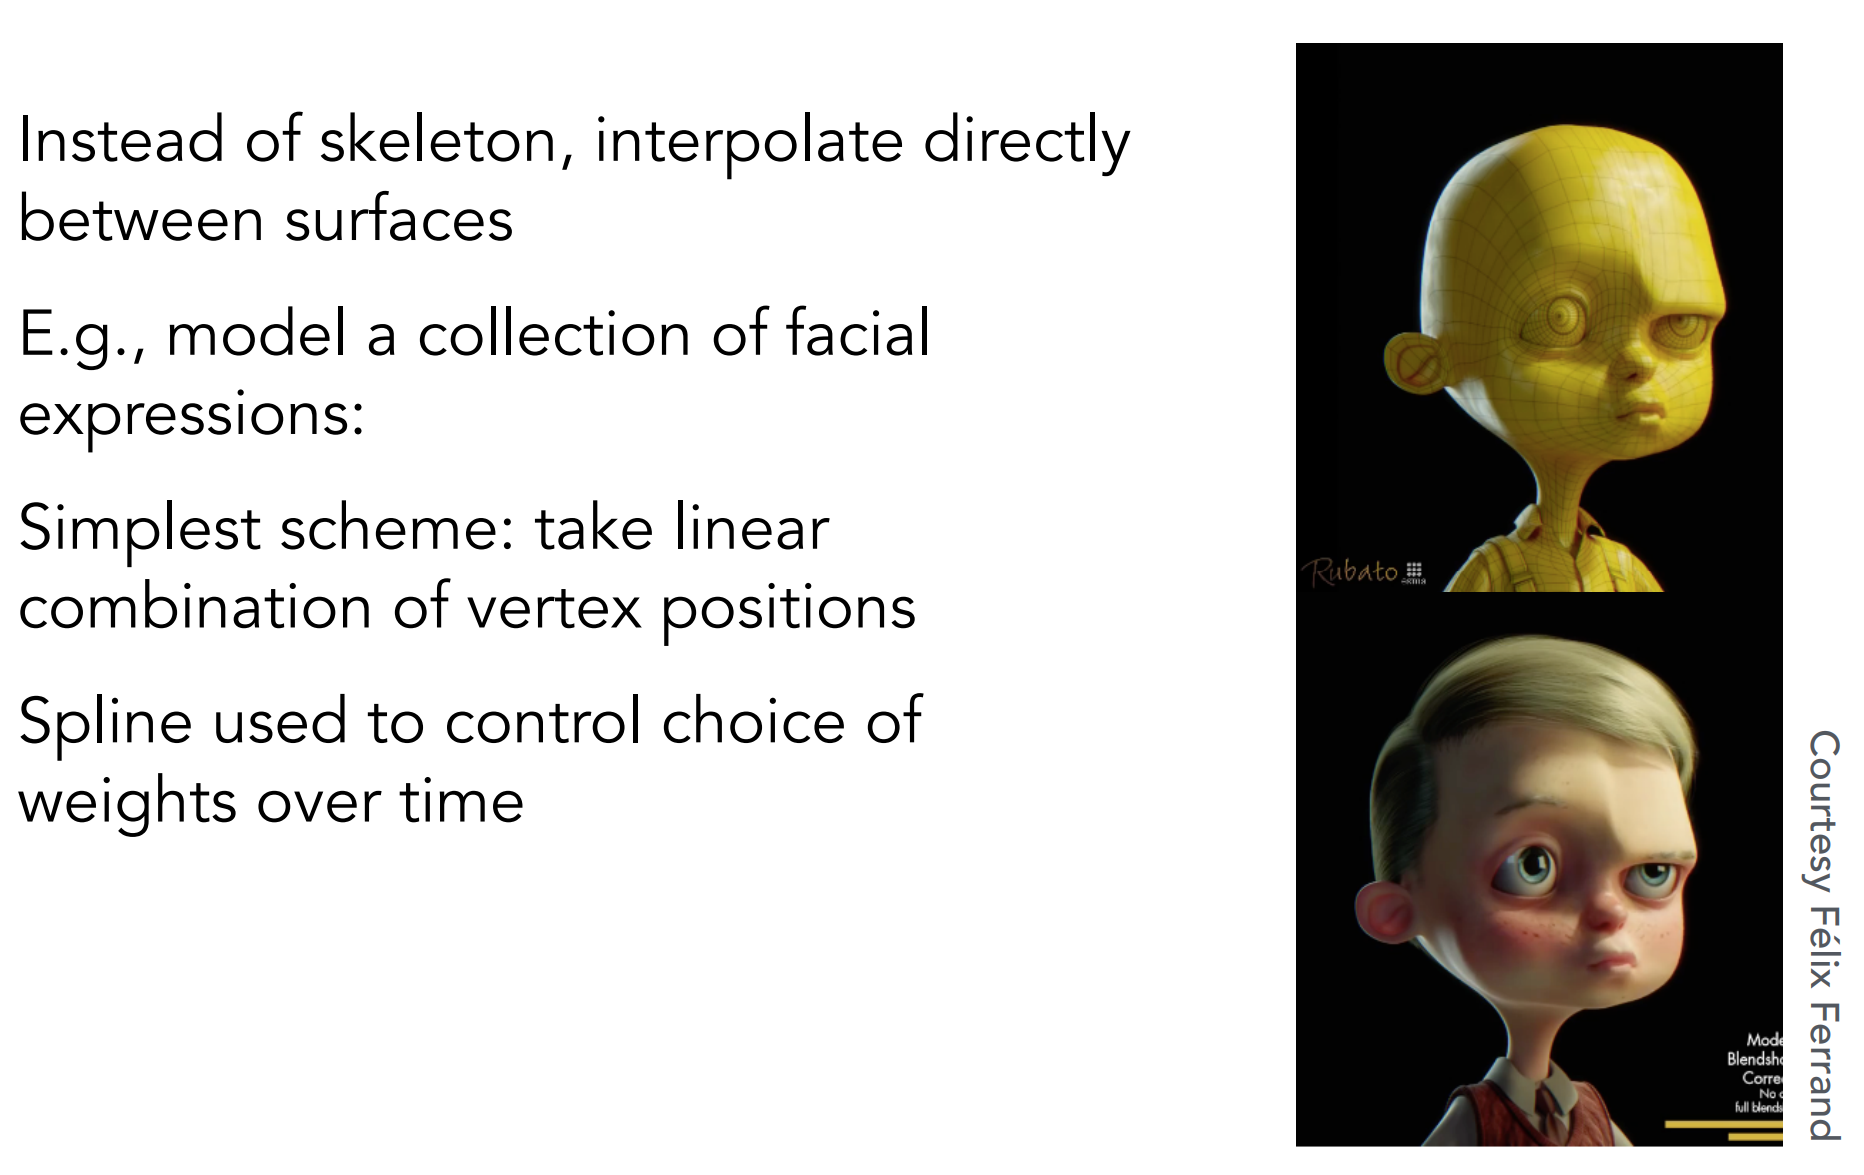 Instead of skeleton, interpolate directly
between surfaces
E.g., model a collection of facial
expressions:
Simplest scheme: take linear
combination of vertex positions
Spline used to control choice of
weights over time
Rubato
esma
Courtesy Félix Ferrand
Mode
Blendsh
Corre
No
full blends